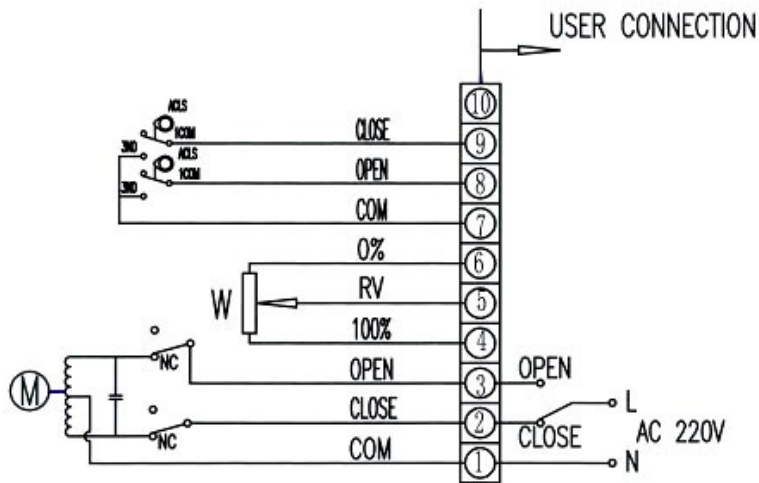 USER CONNECTION
10
ACLS
1COM
CLOSE
9
3NO
ACLS
1COM
OPEN
8
3NO
COM
7
0%
6
W
RV
5
100%
4
NC
OPEN
3
OPEN
M
CLOSE
2
CLOSE
L
AC 220V
NC
COM
1
N